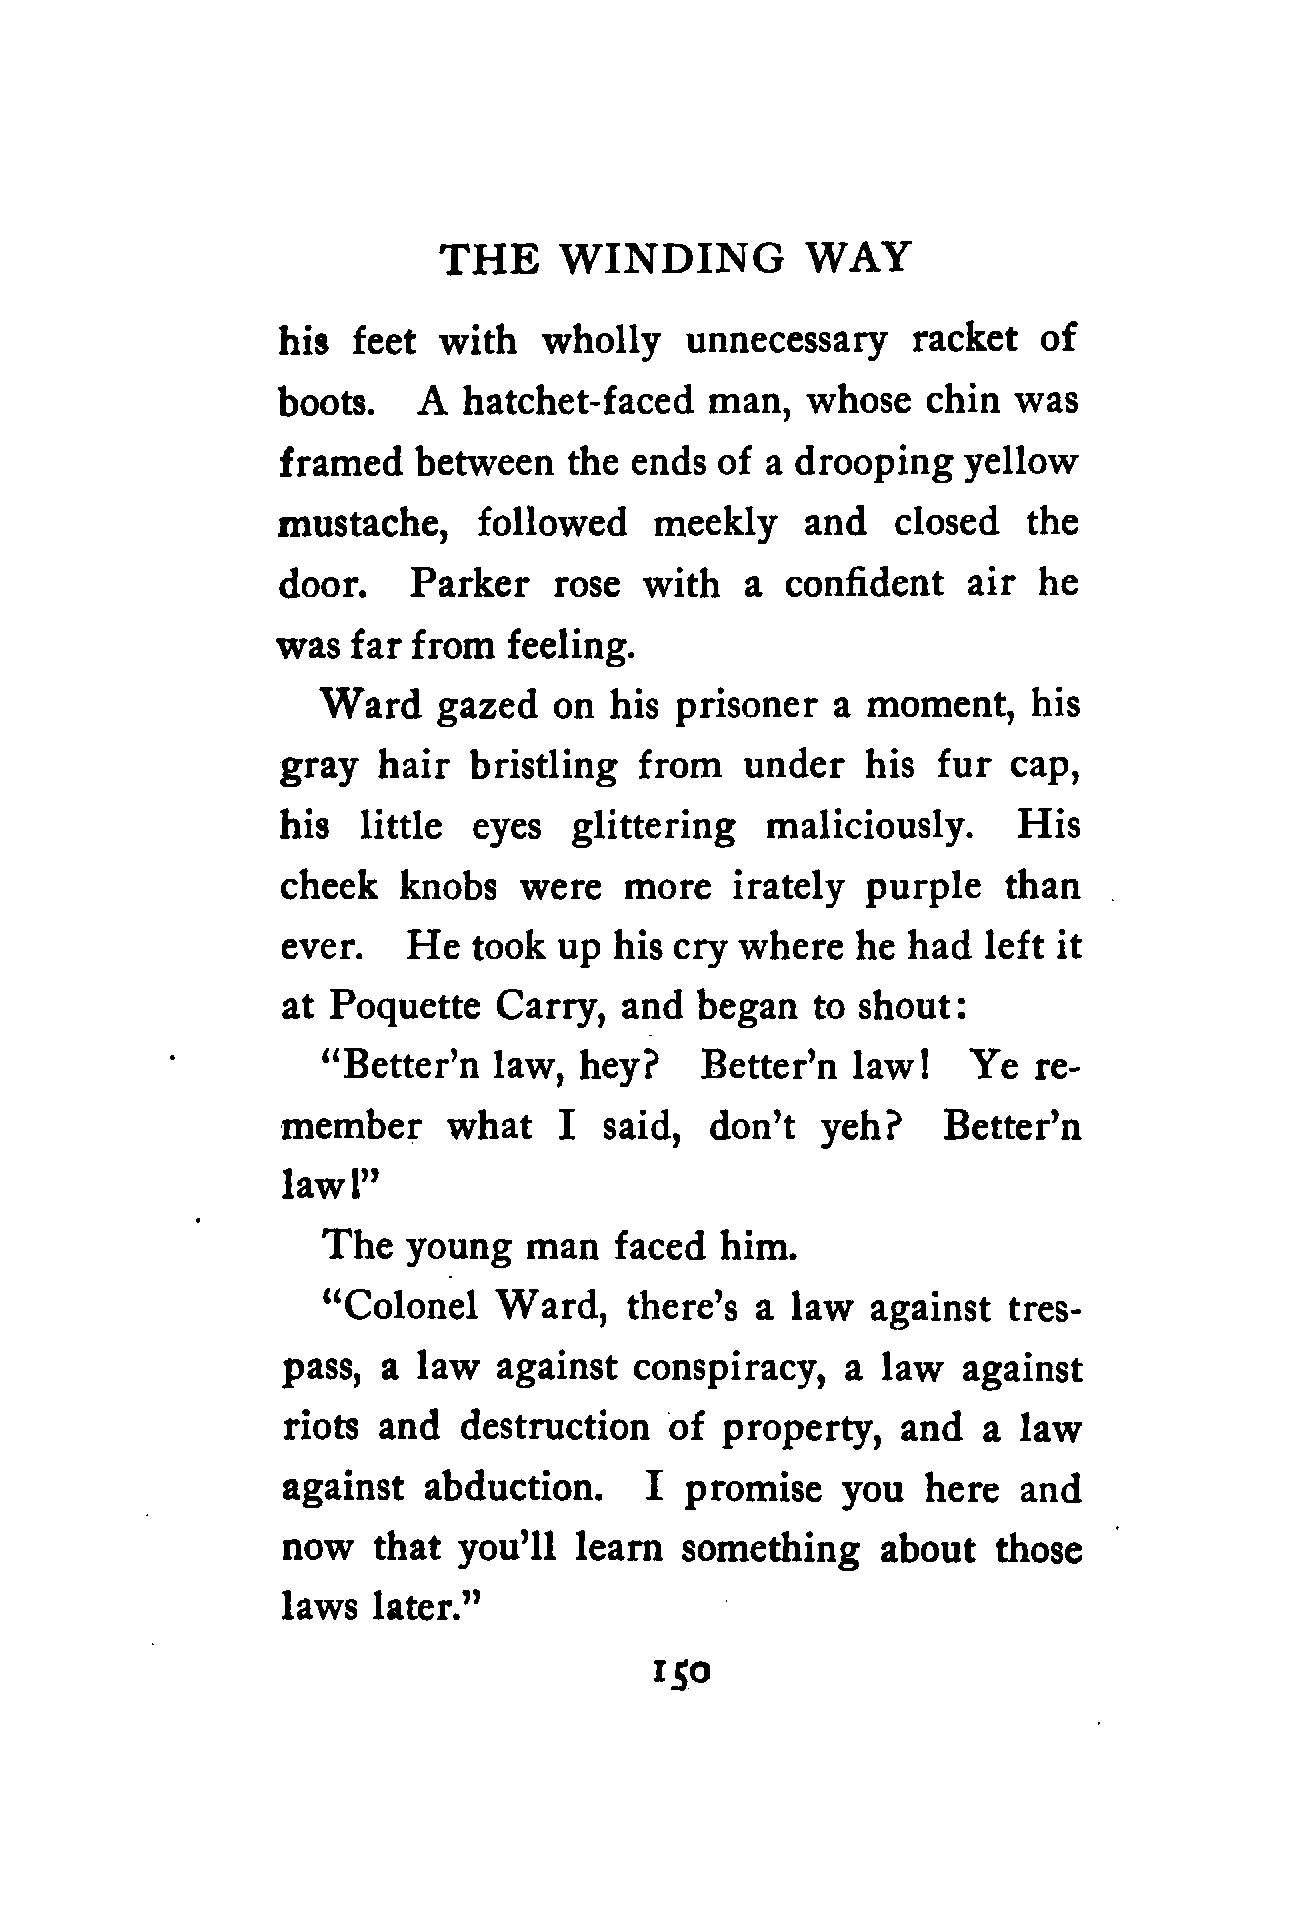 THE WINDING WAY
his feet with wholly unnecessary racket of
boots. A hatchet-faced man, whose chin was
framed between the ends of a drooping yellow
mustache, followed meekly and closed the
door. Parker rose with a confident air he
was far from feeling.
Ward gazed on his prisoner a moment, his
gray hair bristling from under his fur cap,
his little eyes glittering maliciously. His
cheek knobs were more irately purple than
ever. He took up his cry where he had left it
at Poquette Carry, and began to shout:
“Better’n law, hey? Better’n law! Ye re-
member what I said, don’t yeh? Better’n
law!”
The young man faced him.
“Colonel Ward, there’s a law against tres-
pass, a law against conspiracy, a law against
riots and destruction of property, and a law
against abduction. I promise you here and
now that you’ll learn something about those
laws later.”
150